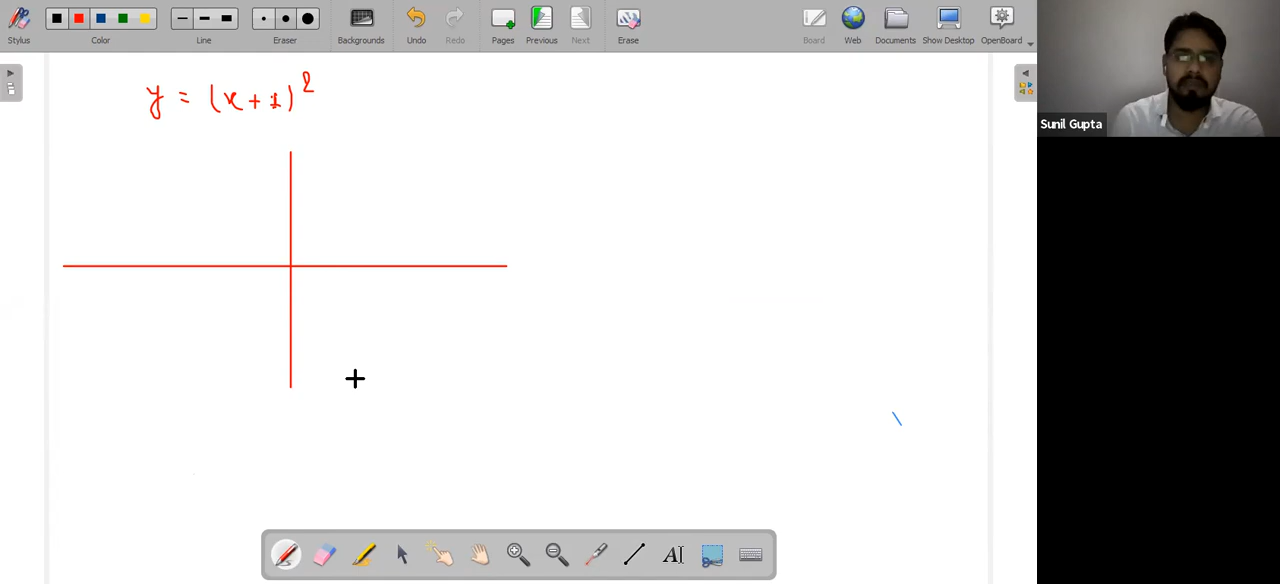 Stylus
Color
Line
Eraser
Backgrounds
Undo
Redo
Pages
Previous
Next
Erase
Board
Web
Documents
Show Desktop
OpenBoard
y = (x+1)²
Sunil Gupta
A